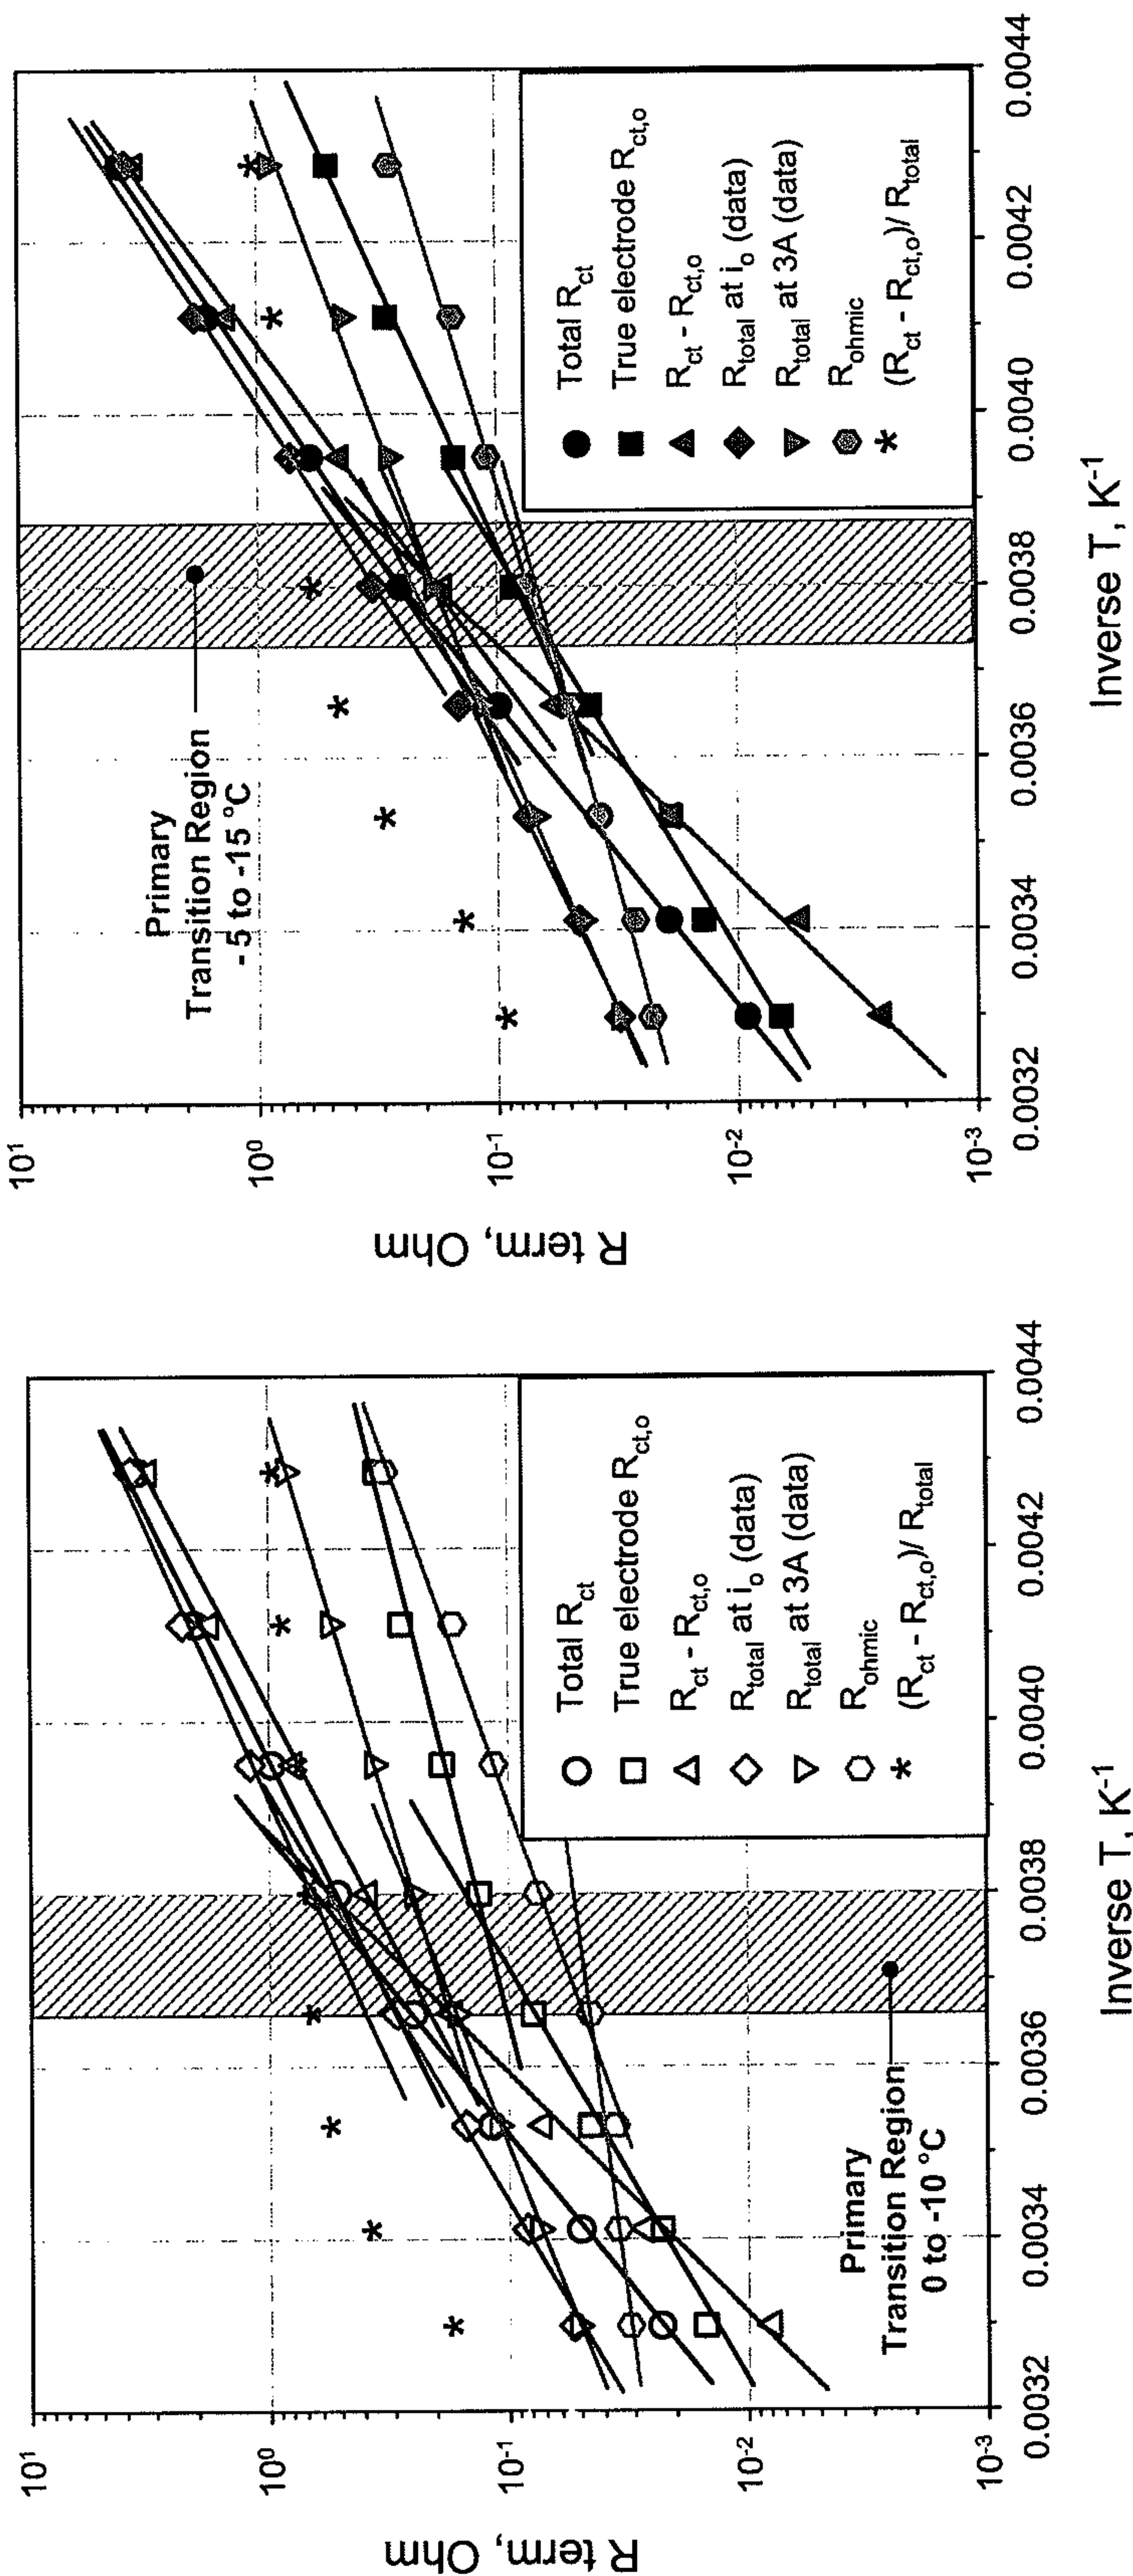 R term, Ohm
10¹
10⁰
10⁻¹
10⁻²
10⁻³
Primary
Transition Region
0 to -10 °C
Total R_ct
True electrode R_ct,o
R_ct - R_ct,o
R_total at i_o (data)
R_total at 3A (data)
R_ohmic
* (R_ct - R_ct,o)/ R_total
0.0032
0.0034
0.0036
0.0038
0.0040
0.0042
0.0044
Inverse T, K⁻¹
R term, Ohm
10¹
10⁰
10⁻¹
10⁻²
10⁻³
Primary
Transition Region
- 5 to -15 °C
Total R_ct
True electrode R_ct,o
R_ct - R_ct,o
R_total at i_o (data)
R_total at 3A (data)
R_ohmic
* (R_ct - R_ct,o)/ R_total
0.0032
0.0034
0.0036
0.0038
0.0040
0.0042
0.0044
Inverse T, K⁻¹